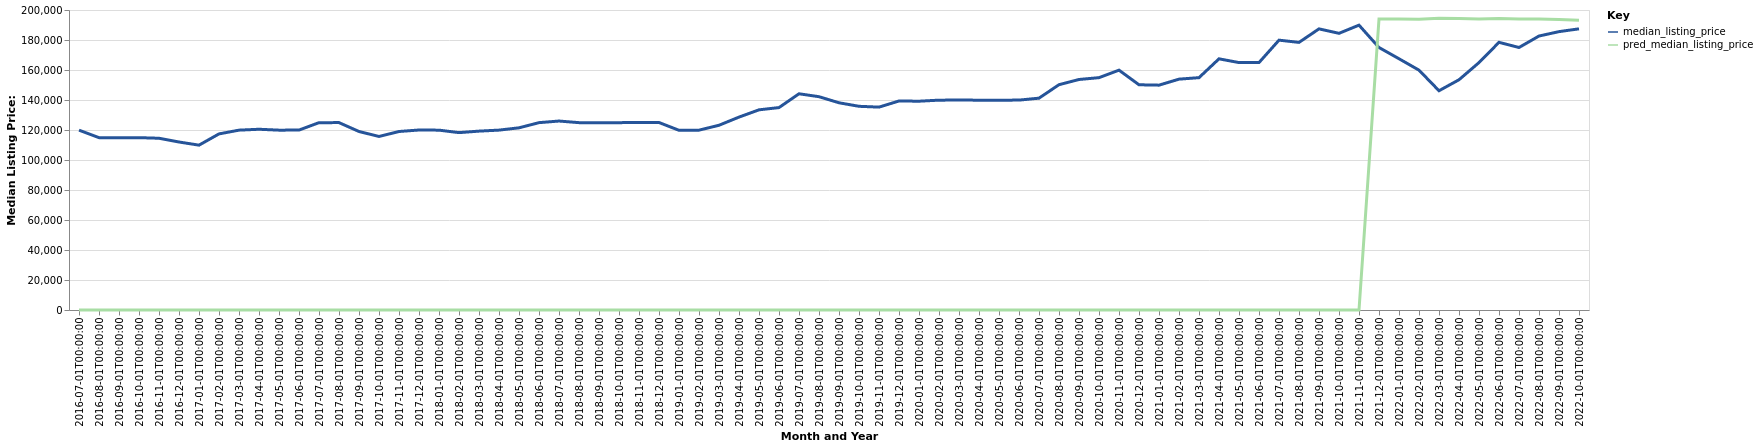 200,000
180,000
160,000
140,000
120,000
100,000
80,000
60,000
40,000
20,000
0
Median Listing Price:
2016-07-01T00:00:00
2016-08-01T00:00:00
2016-09-01T00:00:00
2016-10-01T00:00:00
2016-11-01T00:00:00
2016-12-01T00:00:00
2017-01-01T00:00:00
2017-02-01T00:00:00
2017-03-01T00:00:00
2017-04-01T00:00:00
2017-05-01T00:00:00
2017-06-01T00:00:00
2017-07-01T00:00:00
2017-08-01T00:00:00
2017-09-01T00:00:00
2017-10-01T00:00:00
2017-11-01T00:00:00
2017-12-01T00:00:00
2018-01-01T00:00:00
2018-02-01T00:00:00
2018-03-01T00:00:00
2018-04-01T00:00:00
2018-05-01T00:00:00
2018-06-01T00:00:00
2018-07-01T00:00:00
2018-08-01T00:00:00
2018-09-01T00:00:00
2018-10-01T00:00:00
2018-11-01T00:00:00
2018-12-01T00:00:00
2019-01-01T00:00:00
2019-02-01T00:00:00
2019-03-01T00:00:00
2019-04-01T00:00:00
2019-05-01T00:00:00
2019-06-01T00:00:00
2019-07-01T00:00:00
2019-08-01T00:00:00
2019-09-01T00:00:00
2019-10-01T00:00:00
2019-11-01T00:00:00
2019-12-01T00:00:00
2020-01-01T00:00:00
2020-02-01T00:00:00
2020-03-01T00:00:00
2020-04-01T00:00:00
2020-05-01T00:00:00
2020-06-01T00:00:00
2020-07-01T00:00:00
2020-08-01T00:00:00
2020-09-01T00:00:00
2020-10-01T00:00:00
2020-11-01T00:00:00
2020-12-01T00:00:00
2021-01-01T00:00:00
2021-02-01T00:00:00
2021-03-01T00:00:00
2021-04-01T00:00:00
2021-05-01T00:00:00
2021-06-01T00:00:00
2021-07-01T00:00:00
2021-08-01T00:00:00
2021-09-01T00:00:00
2021-10-01T00:00:00
2021-11-01T00:00:00
2021-12-01T00:00:00
2022-01-01T00:00:00
2022-02-01T00:00:00
2022-03-01T00:00:00
2022-04-01T00:00:00
2022-05-01T00:00:00
2022-06-01T00:00:00
2022-07-01T00:00:00
2022-08-01T00:00:00
2022-09-01T00:00:00
2022-10-01T00:00:00
Month and Year
Key
median_listing_price
pred_median_listing_price